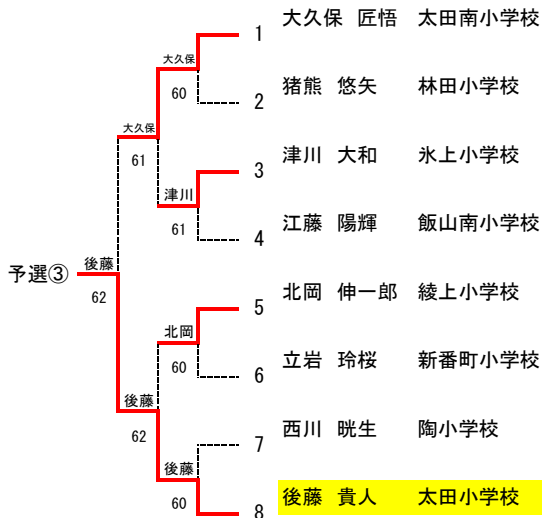 1 大久保 匠悟 太田南小学校
大久保
60
2 猪熊 悠矢 林田小学校
大久保
61
3 津川 大和 氷上小学校
津川
61
4 江藤 陽輝 飯山南小学校
予選③
後藤
62
5 北岡 伸一郎 綾上小学校
北岡
60
6 立岩 玲桜 新番町小学校
後藤
62
7 西川 晄生 陶小学校
後藤
60
8 後藤 貴人 太田小学校